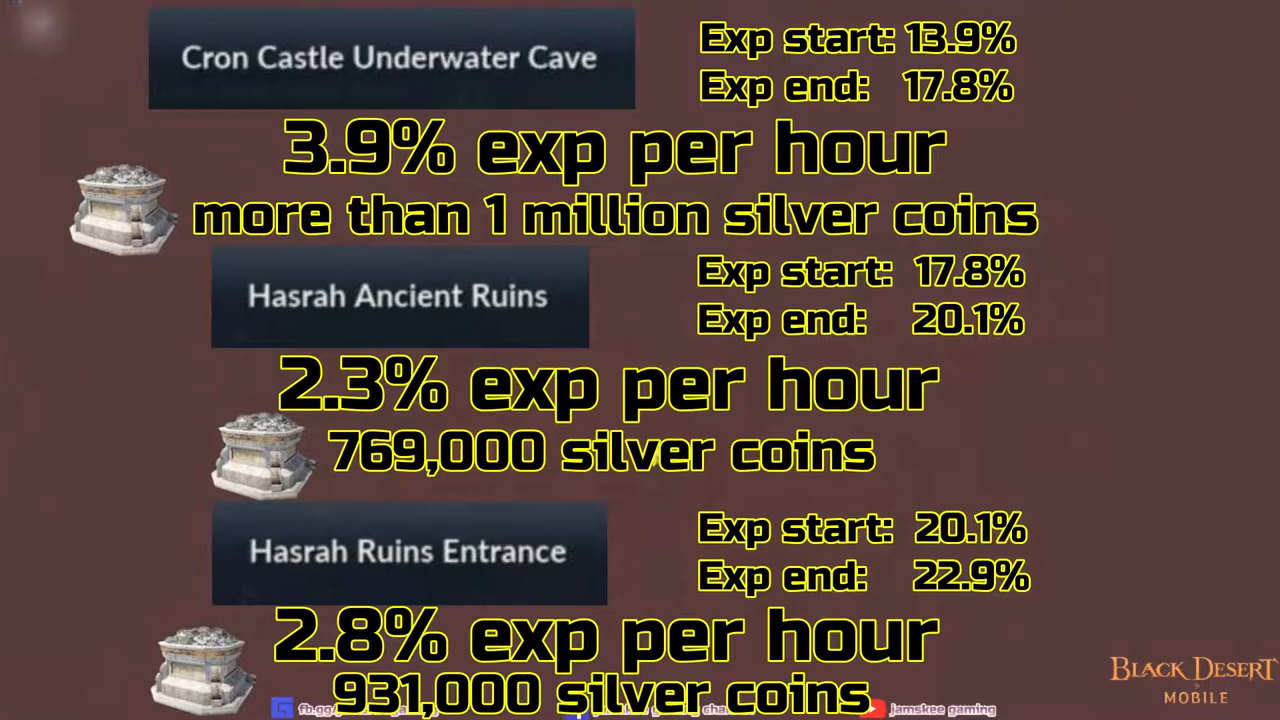 Cron Castle Underwater Cave
Exp start: 13.9%
Exp end: 17.8%
3.9% exp per hour
more than 1 million silver coins
Hasrah Ancient Ruins
Exp start: 17.8%
Exp end: 20.1%
2.3% exp per hour
769,000 silver coins
Hasrah Ruins Entrance
Exp start: 20.1%
Exp end: 22.9%
2.8% exp per hour
931,000 silver coins
BLACK DESERT
MOBILE
jamskee gaming